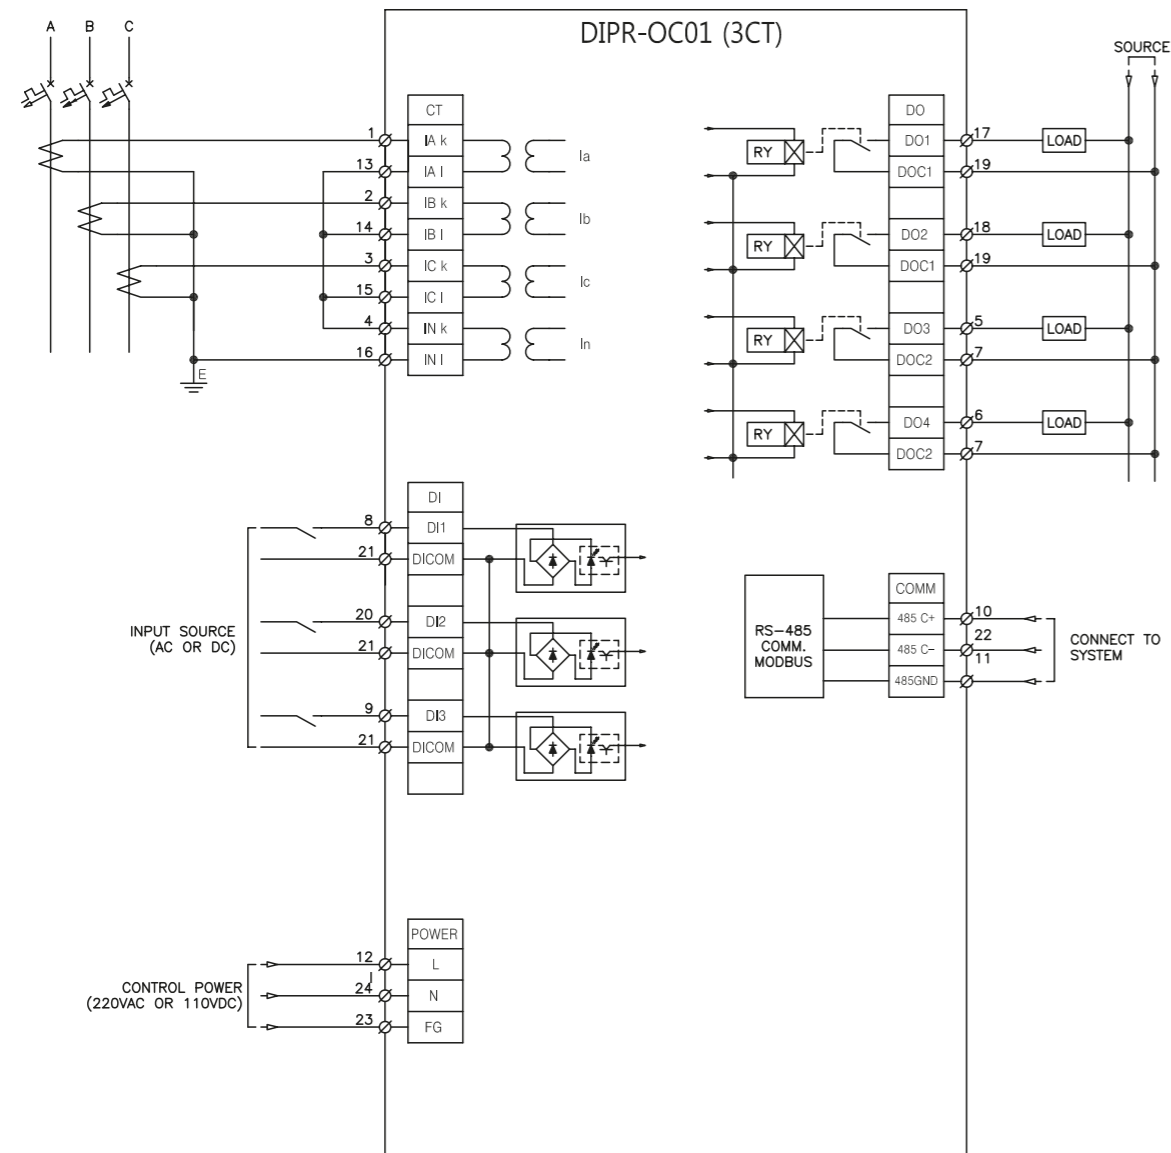 DIPR-OC01 (3CT)
A B C
SOURCE
CT
1 IA k
13 IA l
Ia
2 IB k
14 IB l
Ib
3 IC k
15 IC l
Ic
4 IN k
16 IN l
In
E
DO
RY DO1 17 LOAD
DOC1 19
RY DO2 18 LOAD
DOC1 19
RY DO3 5 LOAD
DOC2 7
RY DO4 6 LOAD
DOC2 7
DI
8 DI1
21 DICOM
20 DI2
21 DICOM
9 DI3
21 DICOM
INPUT SOURCE
(AC OR DC)
COMM
485 C+ 10
485 C- 22
485GND 11
RS-485
COMM.
MODBUS
CONNECT TO
SYSTEM
POWER
12 L
24 N
23 FG
CONTROL POWER
(220VAC OR 110VDC)